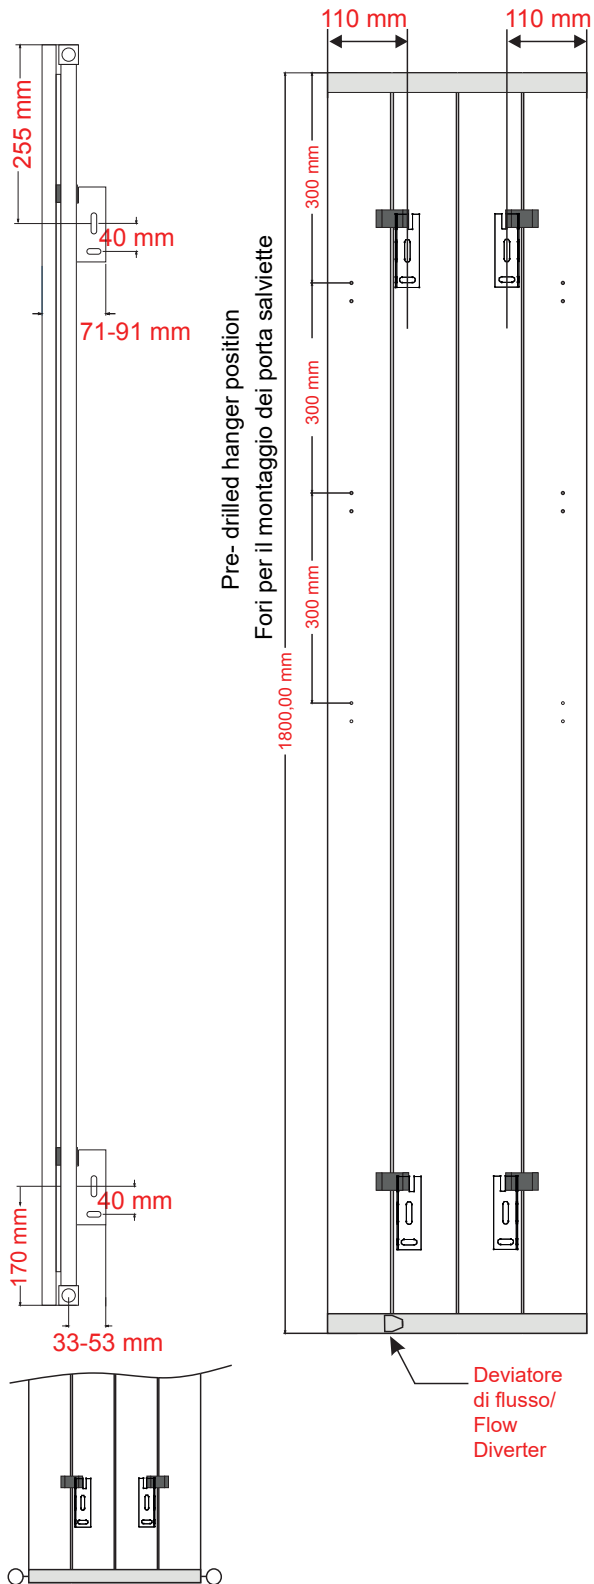 110 mm
110 mm
255 mm
40 mm
71-91 mm
300 mm
Pre- drilled hanger position
Fori per il montaggio dei porta salviette
300 mm
300 mm
1800,00 mm
40 mm
170 mm
33-53 mm
Deviatore
di flusso/
Flow
Diverter